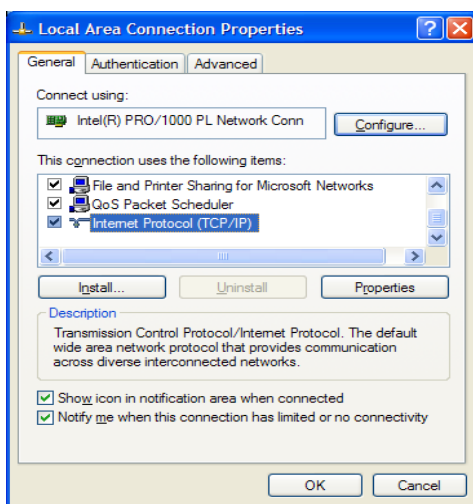 Local Area Connection Properties
General Authentication Advanced
Connect using:
Intel(R) PRO/1000 PL Network Conn Configure...
This connection uses the following items:
File and Printer Sharing for Microsoft Networks
QoS Packet Scheduler
Internet Protocol (TCP/IP)
Install... Uninstall Properties
Description
Transmission Control Protocol/Internet Protocol. The default
wide area network protocol that provides communication
across diverse interconnected networks.
Show icon in notification area when connected
Notify me when this connection has limited or no connectivity
OK Cancel